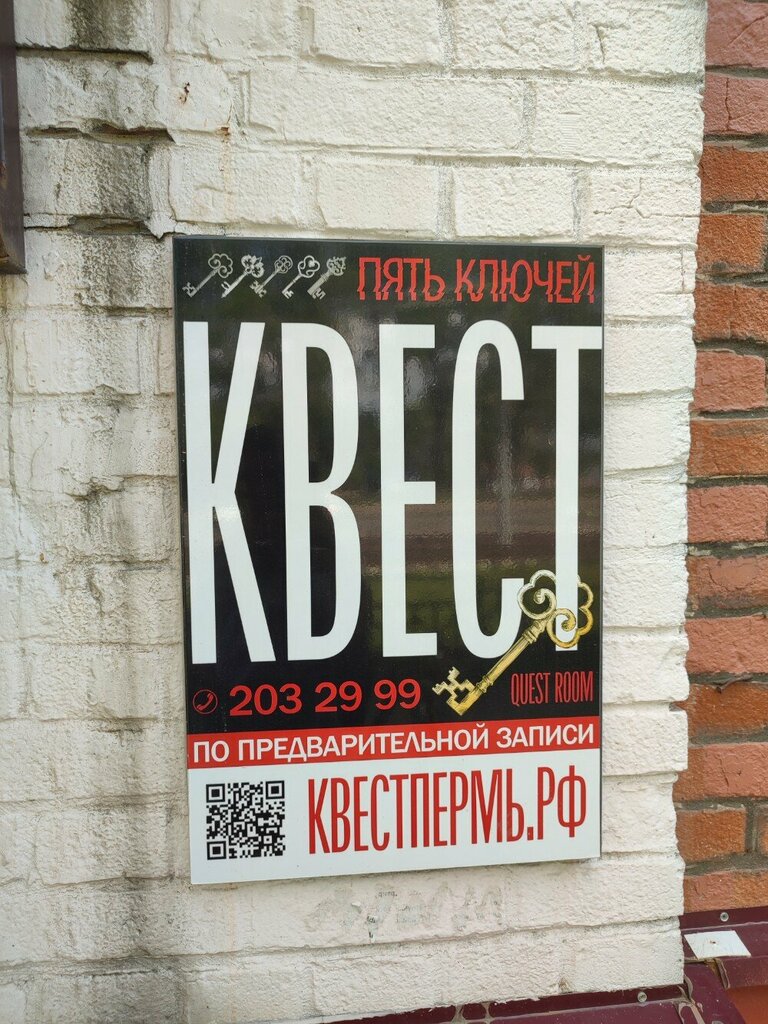 ПЯТЬ КЛЮЧЕЙ
КВЕСТ
203 29 99
QUEST ROOM
ПО ПРЕДВАРИТЕЛЬНОЙ ЗАПИСИ
КВЕСТПЕРМЬ.РФ